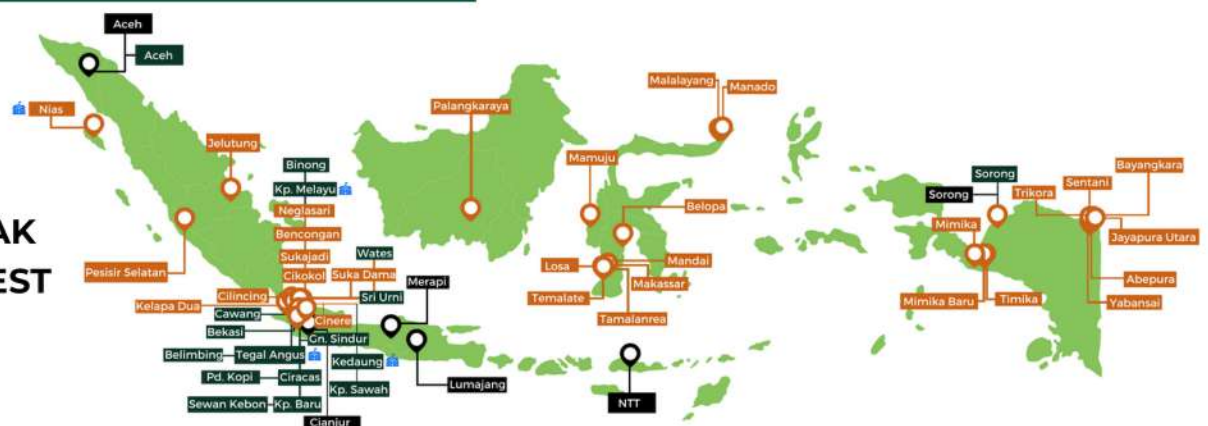 Aceh
Aceh
Nias
Jelutung
Pesisir Selatan
Binong
Kp. Melayu
Neglasari
Bencongan
Sukajadi
Cikokol
Wates
Suka Dama
Sri Urni
Cilincing
Kelapa Dua
Cawang
Cinere
Bekasi
Gn. Sindur
Belimbing
Tegal Angus
Kedaung
Pd. Kopi
Ciracas
Kp. Sawah
Sewan Kebon
Kp. Baru
Cianjur
Merapi
Lumajang
Palangkaraya
Malalayang
Manado
Mamuju
Belopa
Losa
Mandai
Makassar
Temalate
Tamalanrea
NTT
Sorong
Sorong
Trikora
Sentani
Bayangkara
Mimika
Jayapura Utara
Abepura
Mimika Baru
Timika
Yabansai
AK
EST